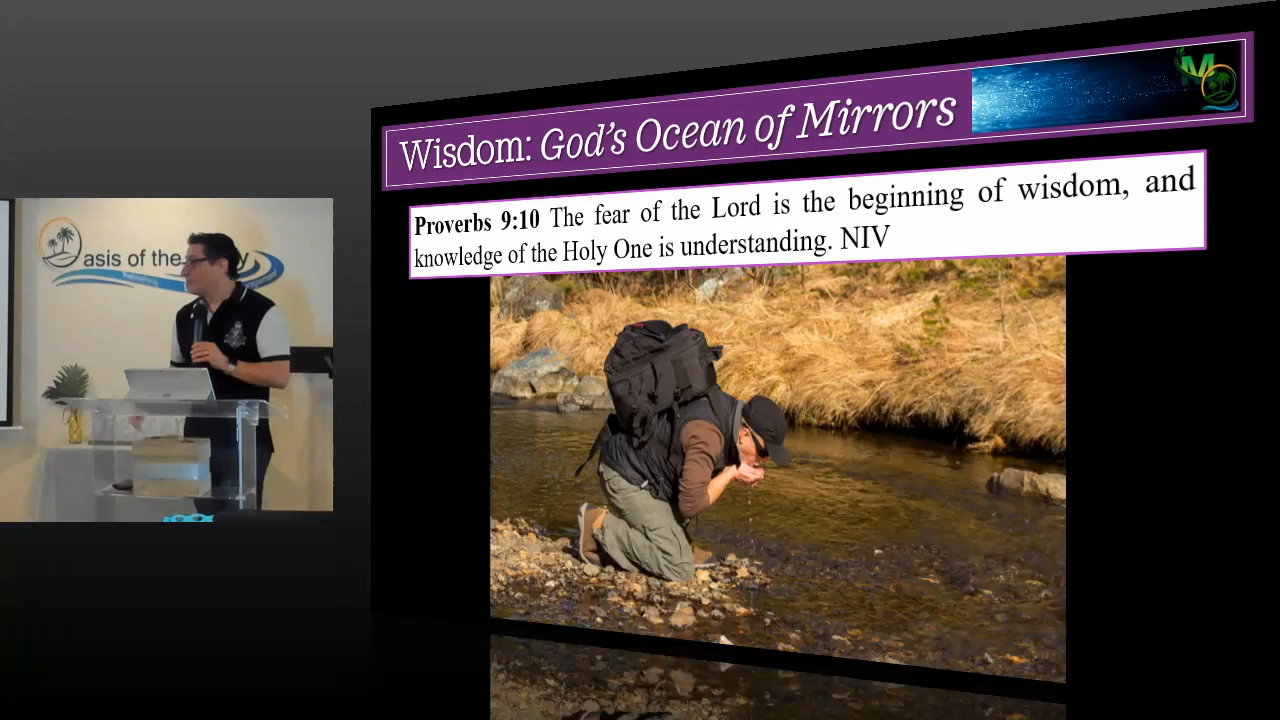 Wisdom: God's Ocean of Mirrors
Proverbs 9:10 The fear of the Lord is the beginning of wisdom, and
knowledge of the Holy One is understanding. NIV
asis of the
M